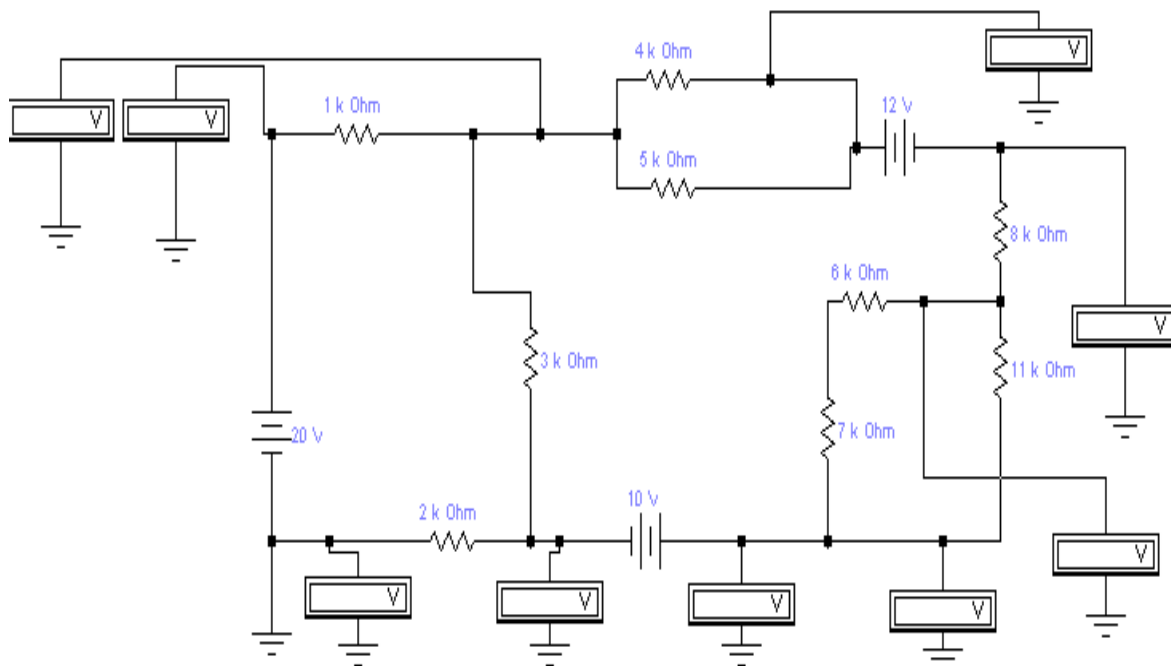 4 k Ohm
V
V
V
1 k Ohm
12 V
5 k Ohm
8 k Ohm
6 k Ohm
V
3 k Ohm
11 k Ohm
20 V
7 k Ohm
2 k Ohm
10 V
V
V
V
V
V